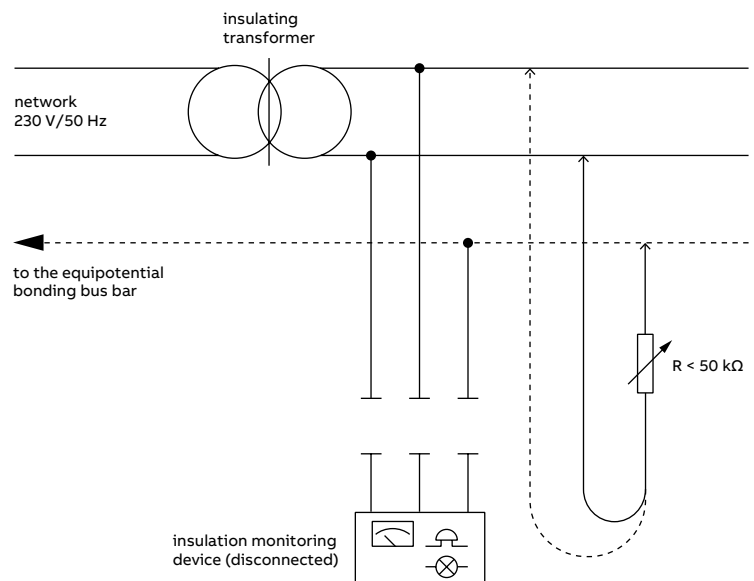 insulating
transformer
network
230 V/50 Hz
to the equipotential
bonding bus bar
R < 50 kΩ
insulation monitoring
device (disconnected)